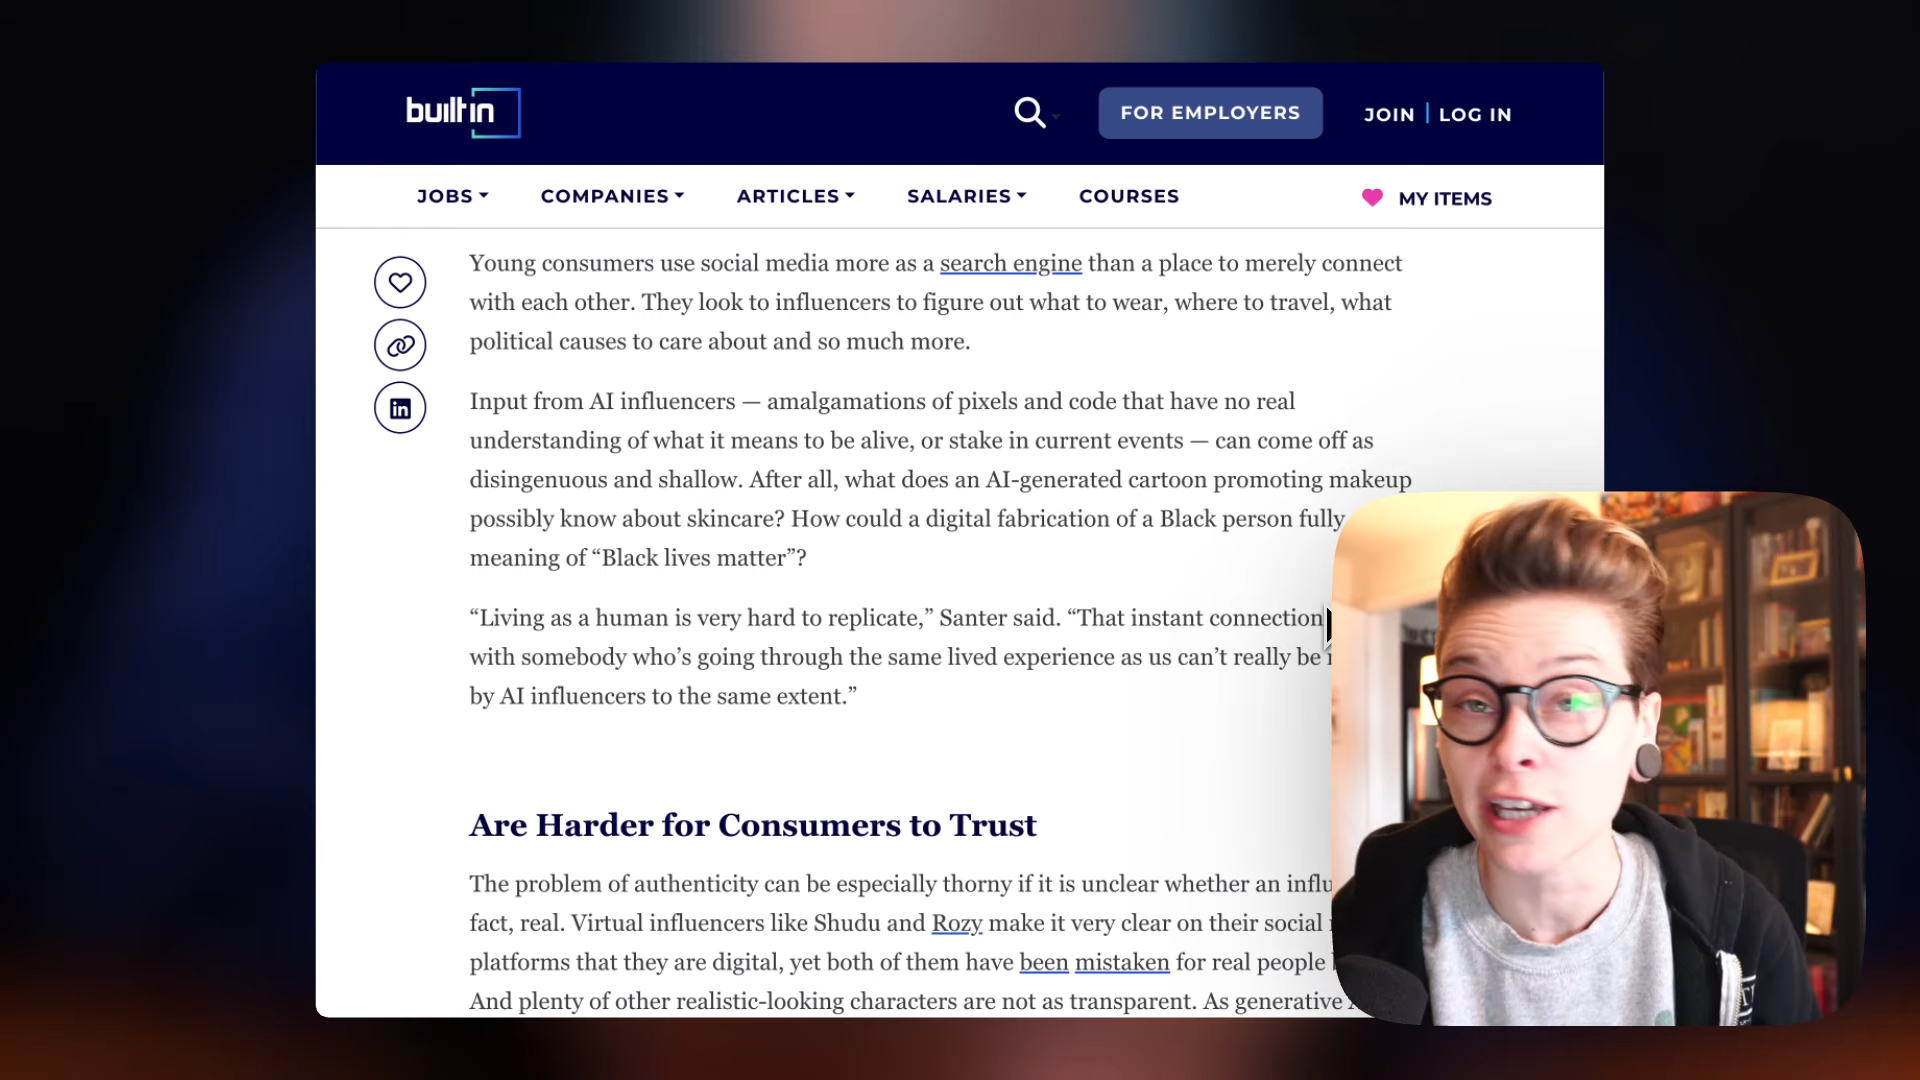 builtin
FOR EMPLOYERS
JOIN | LOG IN
JOBS COMPANIES ARTICLES SALARIES COURSES MY ITEMS
Young consumers use social media more as a search engine than a place to merely connect
with each other. They look to influencers to figure out what to wear, where to travel, what
political causes to care about and so much more.
Input from AI influencers — amalgamations of pixels and code that have no real
understanding of what it means to be alive, or stake in current events — can come off as
disingenuous and shallow. After all, what does an AI-generated cartoon promoting makeup
possibly know about skincare? How could a digital fabrication of a Black person fully
meaning of “Black lives matter”?
“Living as a human is very hard to replicate,” Santer said. “That instant connection
with somebody who’s going through the same lived experience as us can’t really be
by AI influencers to the same extent.”
Are Harder for Consumers to Trust
The problem of authenticity can be especially thorny if it is unclear whether an influ
fact, real. Virtual influencers like Shudu and Rozy make it very clear on their social
platforms that they are digital, yet both of them have been mistaken for real people
And plenty of other realistic-looking characters are not as transparent. As generative